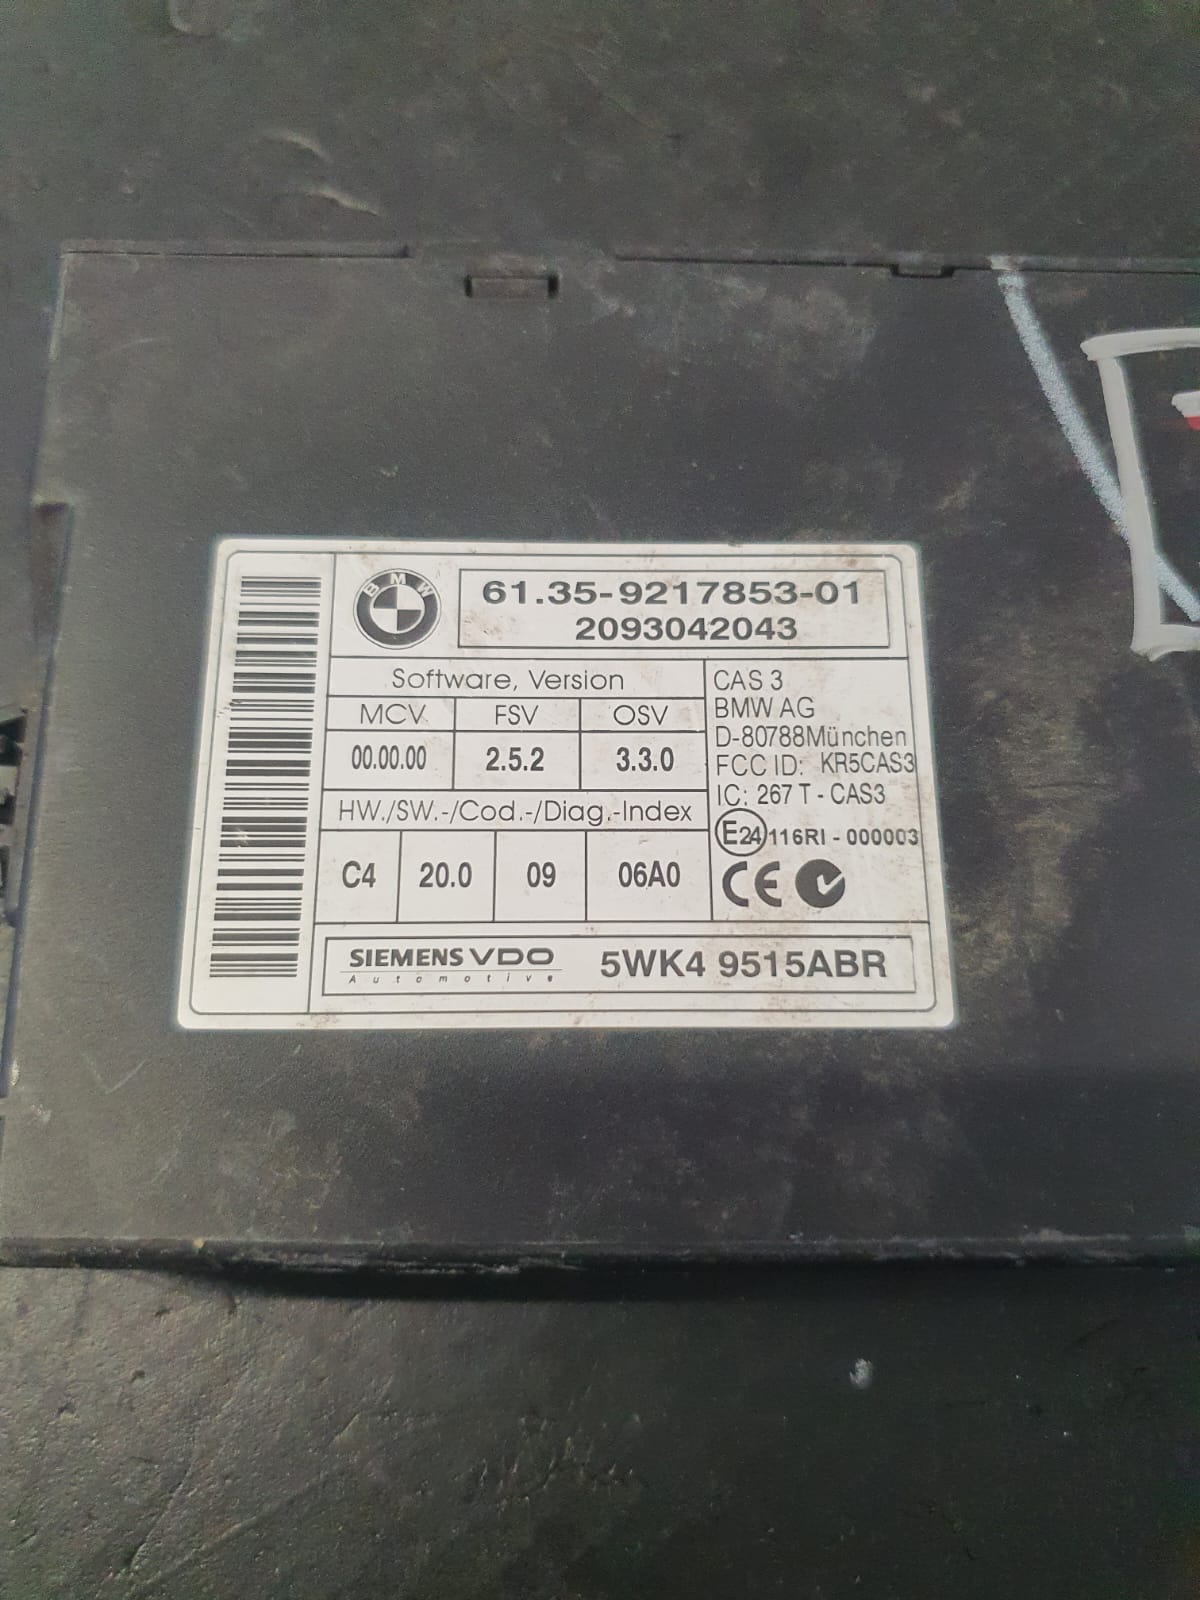 BMW
61.35-9217853-01
2093042043
Software, Version
MCV FSV OSV
00.00.00 2.5.2 3.3.0
HW./SW.-/Cod.-/Diag.-Index
C4 20.0 09 06A0
CAS 3
BMW AG
D-80788München
FCC ID: KR5CAS3
IC: 267 T - CAS3
E24 116RI - 000003
CE
SIEMENS VDO
Automotive
5WK4 9515ABR